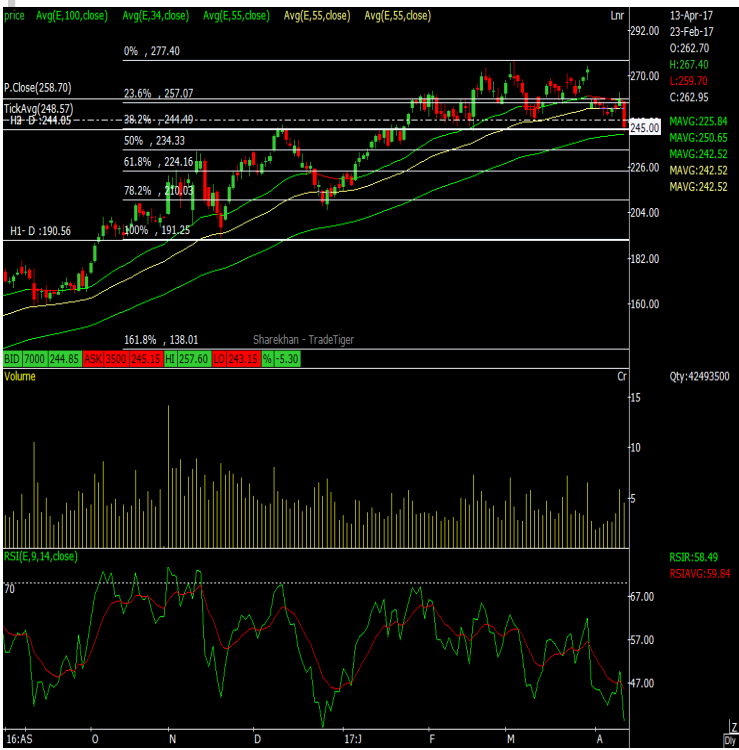 price Avg(E,100,close) Avg(E,34,close) Avg(E,55,close) Avg(E,55,close) Avg(E,55,close) Lnr
13-Apr-17
23-Feb-17
O:262.70
H:267.40
L:259.70
C:262.95
MAVG:225.84
MAVG:250.65
MAVG:242.52
MAVG:242.52
MAVG:242.52
292.00
270.00
245.00
226.00
204.00
182.00
160.00
0% , 277.40
P.Close(258.70)
23.6% , 257.07
TickAvg(248.57)
H2 D :244.05
38.2% , 244.49
50% , 234.33
61.8% , 224.16
78.2% , 210.03
H1- D :190.56
100% , 191.25
161.8% , 138.01
Sharekhan - TradeTiger
BID 7000 244.85 ASK 3500 245.15 HI 257.60 LO 243.15 % -5.30
Volume Cr
Qty:42493500
15
10
5
RSI(E,9,14,close)
RSIR:58.49
RSIAVG:59.84
70
67.00
57.00
47.00
16:AS O N D 17:J F M A
Z
Dly